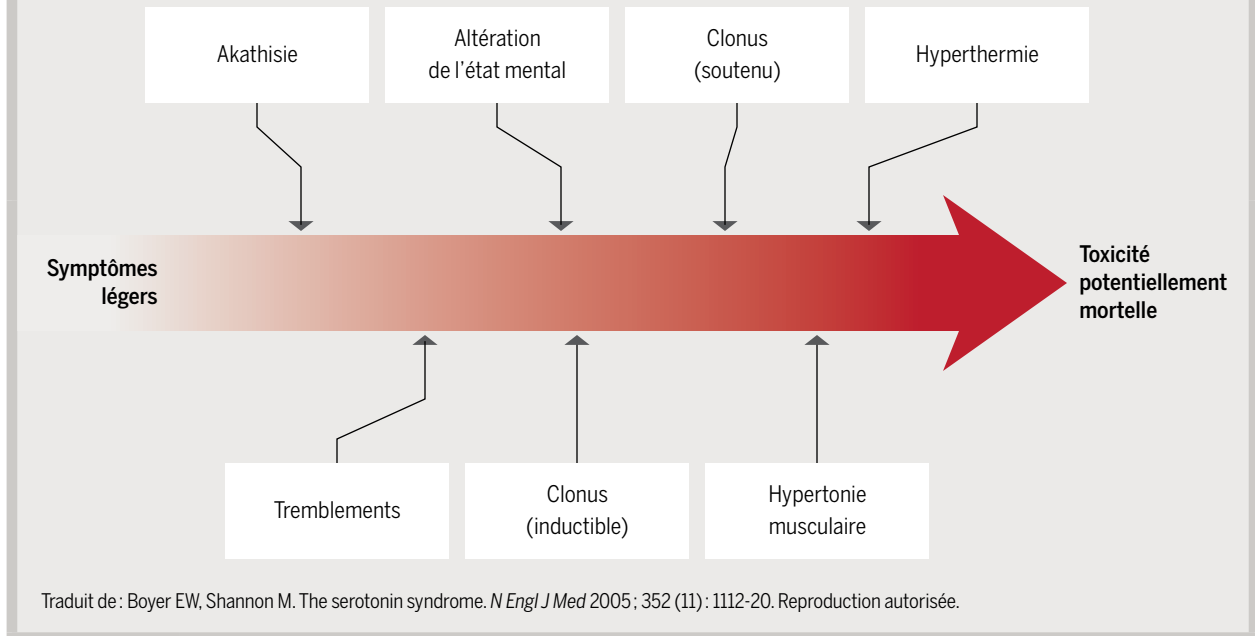 Akathisie
Altération
de l'état mental
Clonus
(soutenu)
Hyperthermie
Symptômes
légers
Toxicité
potentiellement
mortelle
Tremblements
Clonus
(inductible)
Hypertonie
musculaire
Traduit de : Boyer EW, Shannon M. The serotonin syndrome. N Engl J Med 2005 ; 352 (11) : 1112-20. Reproduction autorisée.